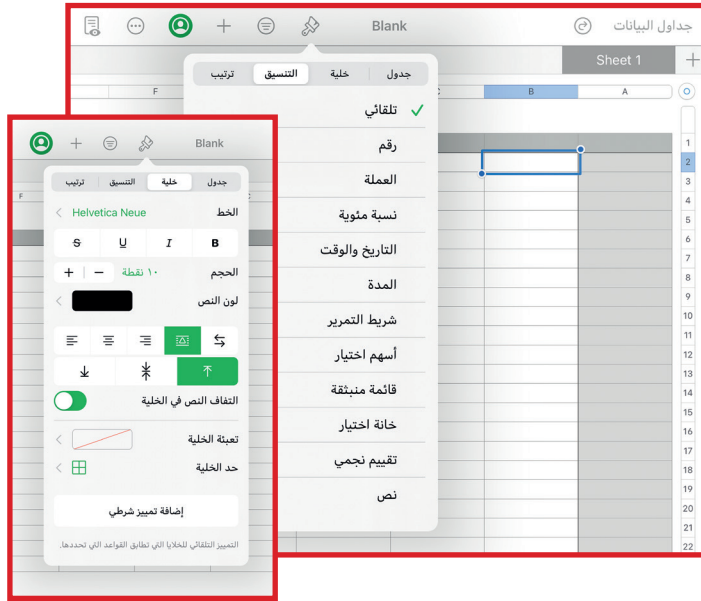 جداول البيانات
Blank
Sheet 1
A
B
C
F
جدول
خلية
التنسيق
ترتيب
تلقائي
رقم
العملة
نسبة مئوية
التاريخ والوقت
المدة
شريط التمرير
أسهم اختيار
قائمة منبثقة
خانة اختيار
تقييم نجمي
نص
1
2
3
4
5
6
7
8
9
10
11
12
13
14
15
16
17
18
19
20
21
22
Blank
F
جدول
خلية
التنسيق
ترتيب
الخط
Helvetica Neue
B I U S
الحجم
١٠ نقطة
لون النص
التفاف النص في الخلية
تعبئة الخلية
حد الخلية
إضافة تمييز شرطي
التمييز التلقائي للخلايا التي تطابق القواعد التي تحددها.